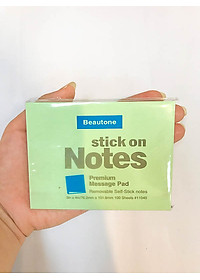 Beautone
stick on
Notes
Premium
Message Pad
Removable Self-Stick notes